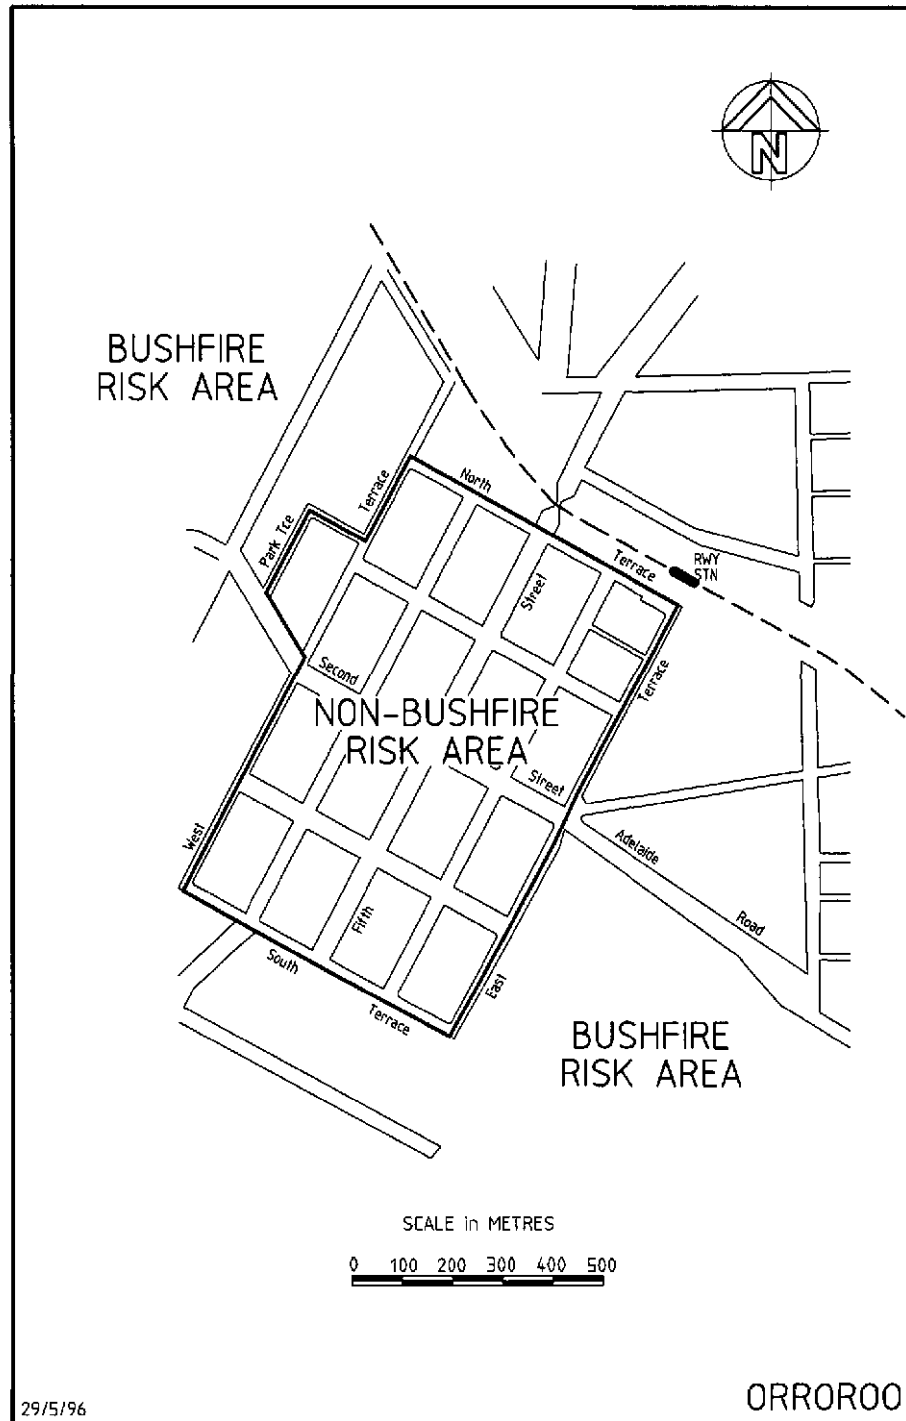 N
BUSHFIRE
RISK AREA
North
Terrace
Park Tce
Terrace
RWY
STN
Street
Second
Terrace
NON-BUSHFIRE
RISK AREA
Street
West
Adelaide
Road
Fifth
South
East
Terrace
BUSHFIRE
RISK AREA
SCALE in METRES
0 100 200 300 400 500
29/5/96
ORROROO